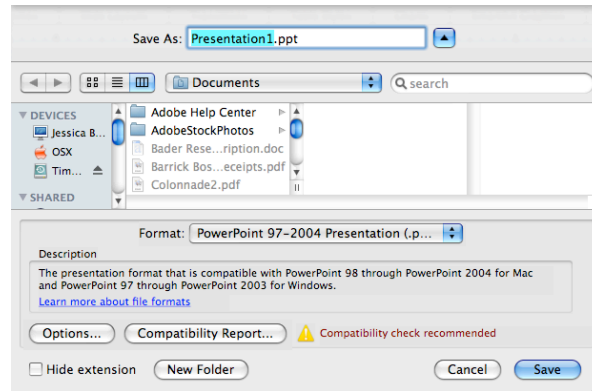 Save As: Presentation1.ppt
Documents
search
DEVICES
Jessica B...
OSX
Tim...
SHARED
Adobe Help Center
AdobeStockPhotos
Bader Rese...ription.doc
Barrick Bos...eceipts.pdf
Colonnade2.pdf
Format: PowerPoint 97-2004 Presentation (.p...
Description
The presentation format that is compatible with PowerPoint 98 through PowerPoint 2004 for Mac
and PowerPoint 97 through PowerPoint 2003 for Windows.
Learn more about file formats
Options... Compatibility Report... Compatibility check recommended
Hide extension New Folder Cancel Save